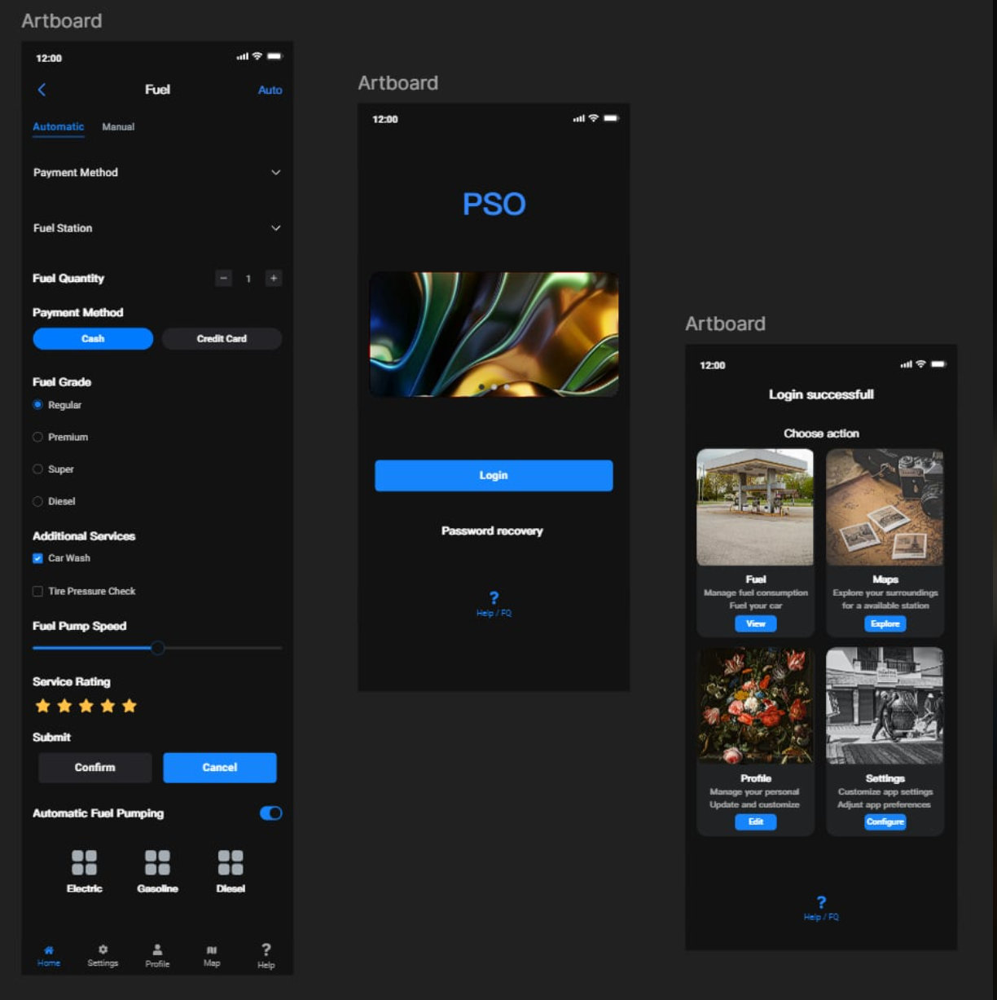 Artboard
12:00
Fuel
Auto
Automatic
Manual
Payment Method
Fuel Station
Fuel Quantity
1
Payment Method
Cash
Credit Card
Fuel Grade
Regular
Premium
Super
Diesel
Additional Services
Car Wash
Tire Pressure Check
Fuel Pump Speed
Service Rating
Submit
Confirm
Cancel
Automatic Fuel Pumping
Electric
Gasoline
Diesel
Home
Settings
Profile
Map
?
Help
Artboard
12:00
PSO
Login
Password recovery
?
Help / FQ
Artboard
12:00
Login successfull
Choose action
Fuel
Manage fuel consumption
Fuel your car
View
Maps
Explore your surroundings
for a available station
Explore
Profile
Manage your personal
Update and customize
Edit
Settings
Customize app settings
Adjust app preferences
Configure
?
Help / FQ